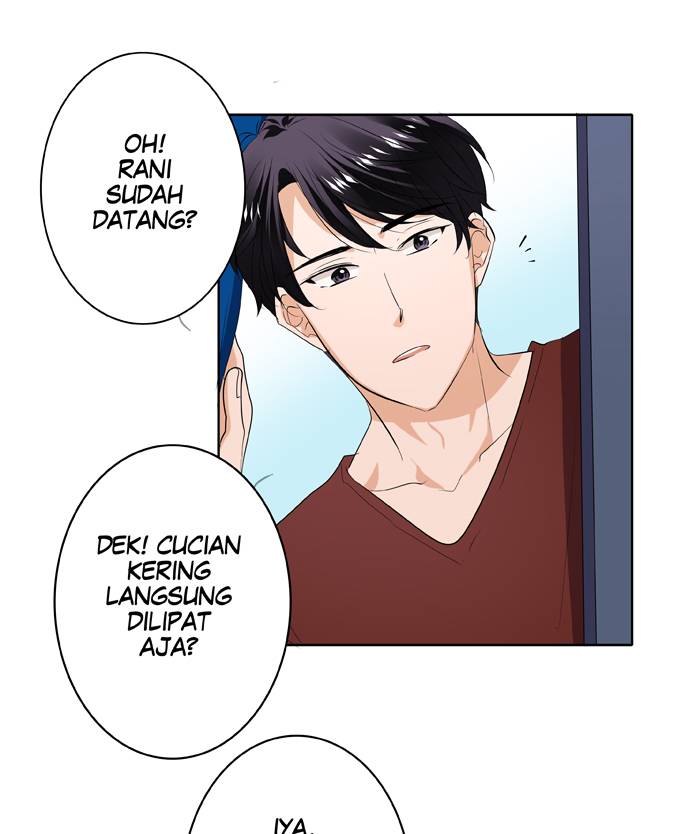 OH!
RANI
SUDAH
DATANG?
DEK! CUCIAN
KERING
LANGSUNG
DILIPAT
AJA?
IYA.